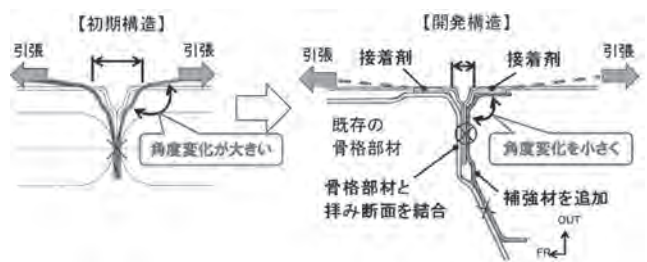 【初期構造】
引張
引張
角度変化が大きい
【開発構造】
引張
接着剤
接着剤
引張
既存の
骨格部材
角度変化を小さく
骨格部材と
拝み断面を結合
補強材を追加
OUT
FR